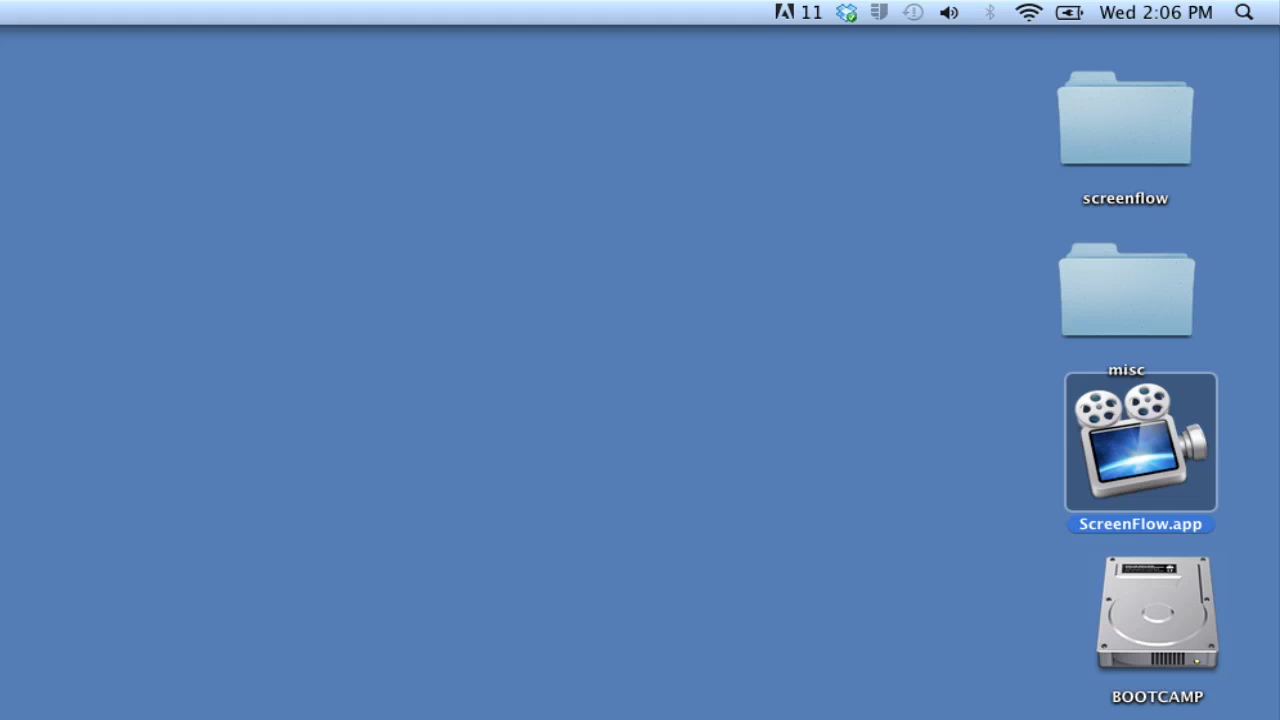 11 Wed 2:06 PM
screenflow
misc
ScreenFlow.app
BOOTCAMP